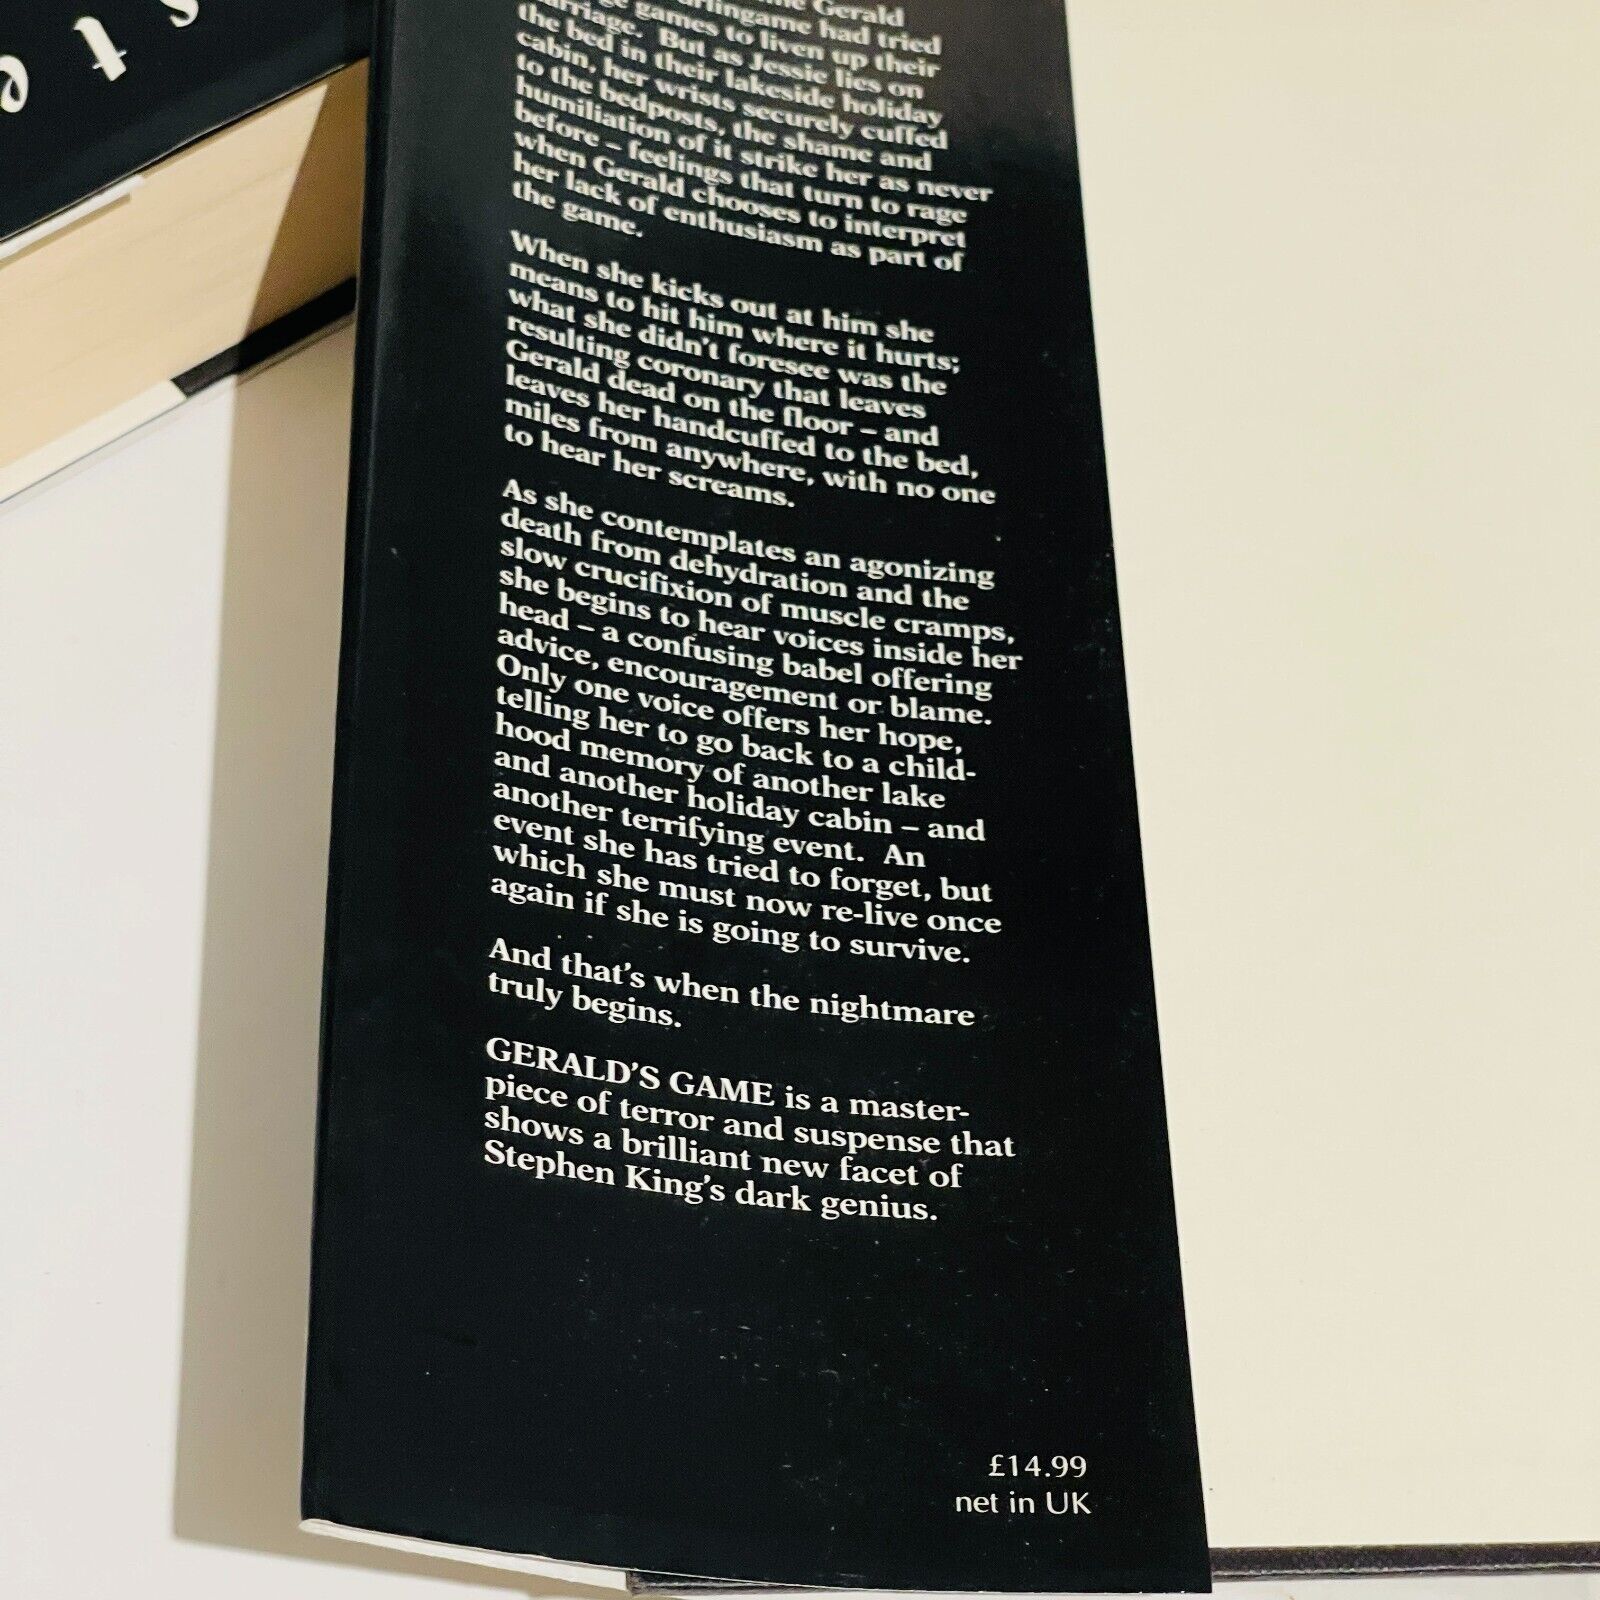 s t e
Gerald
Burlingame had tried
games to liven up their
marriage. But as Jessie lies on
the bed in their lakeside holiday
cabin, her wrists securely cuffed
to the bedposts, the shame and
humiliation of it strike her as never
before – feelings that turn to rage
when Gerald chooses to interpret
her lack of enthusiasm as part of
the game.
When she kicks out at him she
means to hit him where it hurts;
what she didn't foresee was the
resulting coronary that leaves
Gerald dead on the floor – and
leaves her handcuffed to the bed,
miles from anywhere, with no one
to hear her screams.
As she contemplates an agonizing
death from dehydration and the
slow crucifixion of muscle cramps,
she begins to hear voices inside her
head – a confusing babel offering
advice, encouragement or blame.
Only one voice offers her hope,
telling her to go back to a child-
hood memory of another lake
and another holiday cabin – and
another terrifying event. An
event she has tried to forget, but
which she must now re-live once
again if she is going to survive.
And that's when the nightmare
truly begins.
GERALD'S GAME is a master-
piece of terror and suspense that
shows a brilliant new facet of
Stephen King's dark genius.
£14.99
net in UK